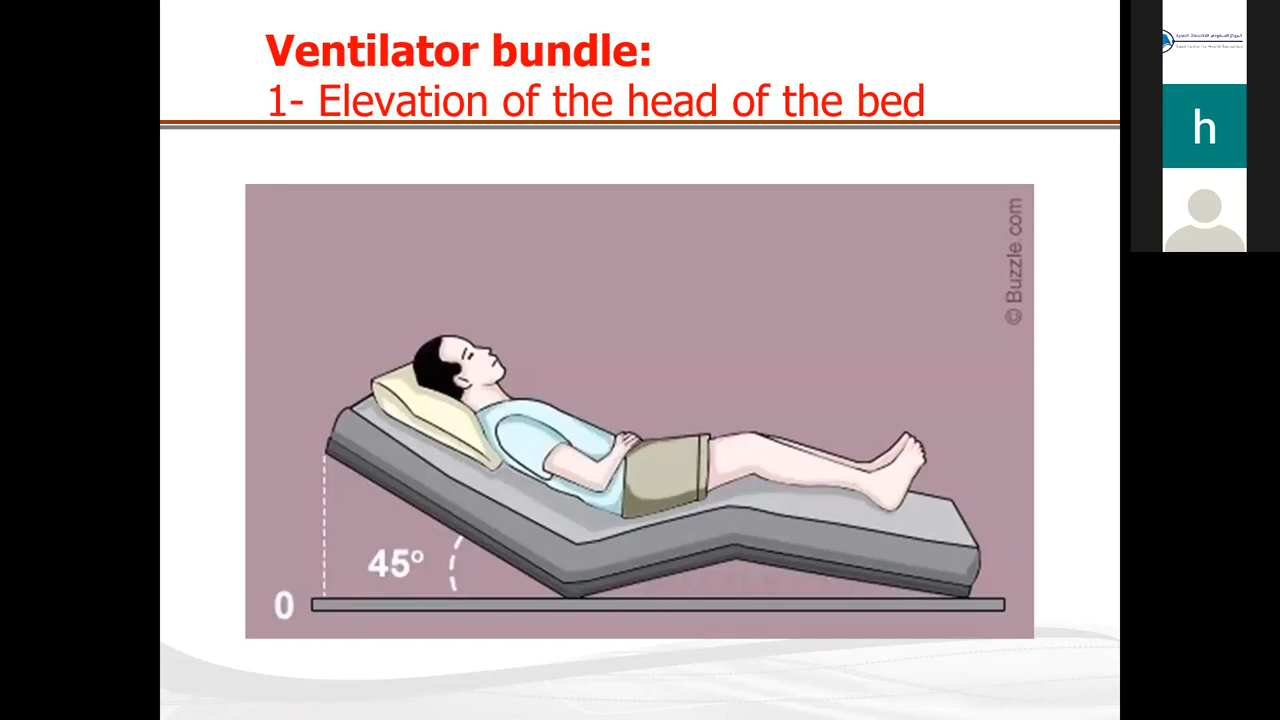 Ventilator bundle:
1- Elevation of the head of the bed
© Buzzle.com
45°
0
h